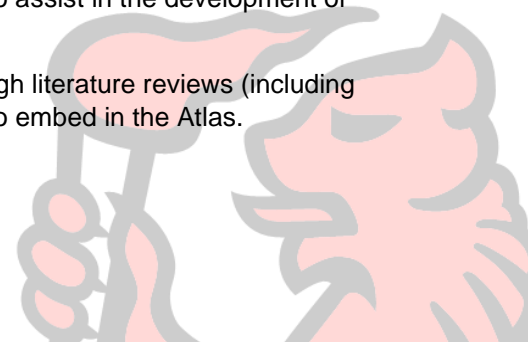 assist in the development of
gh literature reviews (including
o embed in the Atlas.